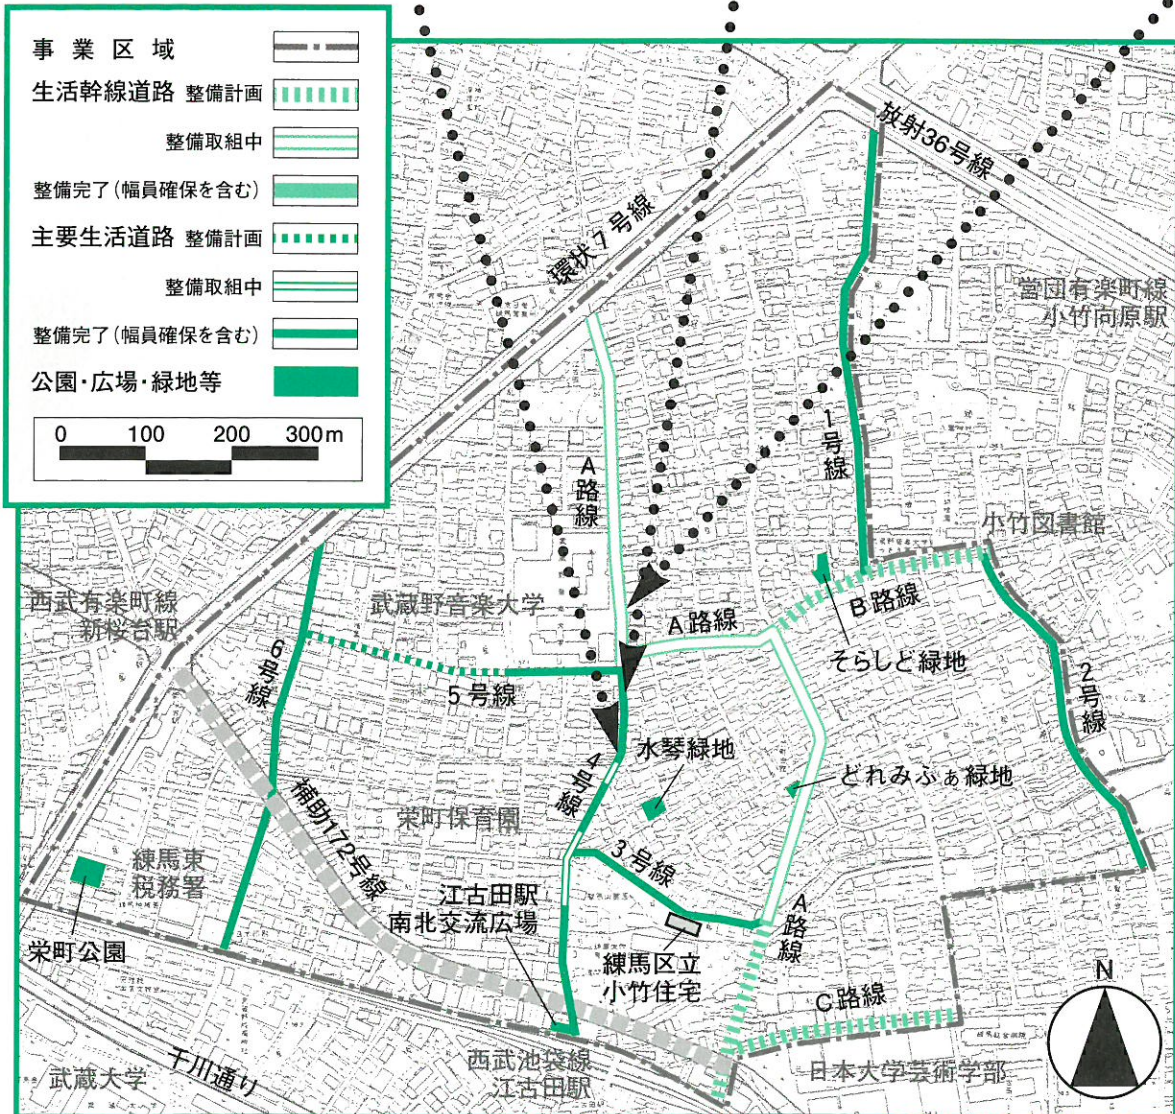 事業区域
生活幹線道路 整備計画
整備取組中
整備完了(幅員確保を含む)
主要生活道路 整備計画
整備取組中
整備完了(幅員確保を含む)
公園・広場・緑地等
0 100 200 300m
放射36号線
環状7号線
営団有楽町線
小竹向原駅
1号線
A路線
小竹図書館
西武有楽町線
新桜台駅
武蔵野音楽大学
A路線
B路線
そらしど緑地
6号線
5号線
2号線
水琴緑地
どれみふぁ緑地
4号線
補助172号線
栄町保育園
3号線
練馬東
税務署
江古田駅
南北交流広場
A路線
栄町公園
練馬区立
小竹住宅
N
C路線
西武池袋線
江古田駅
日本大学芸術学部
武蔵大学
千川通り